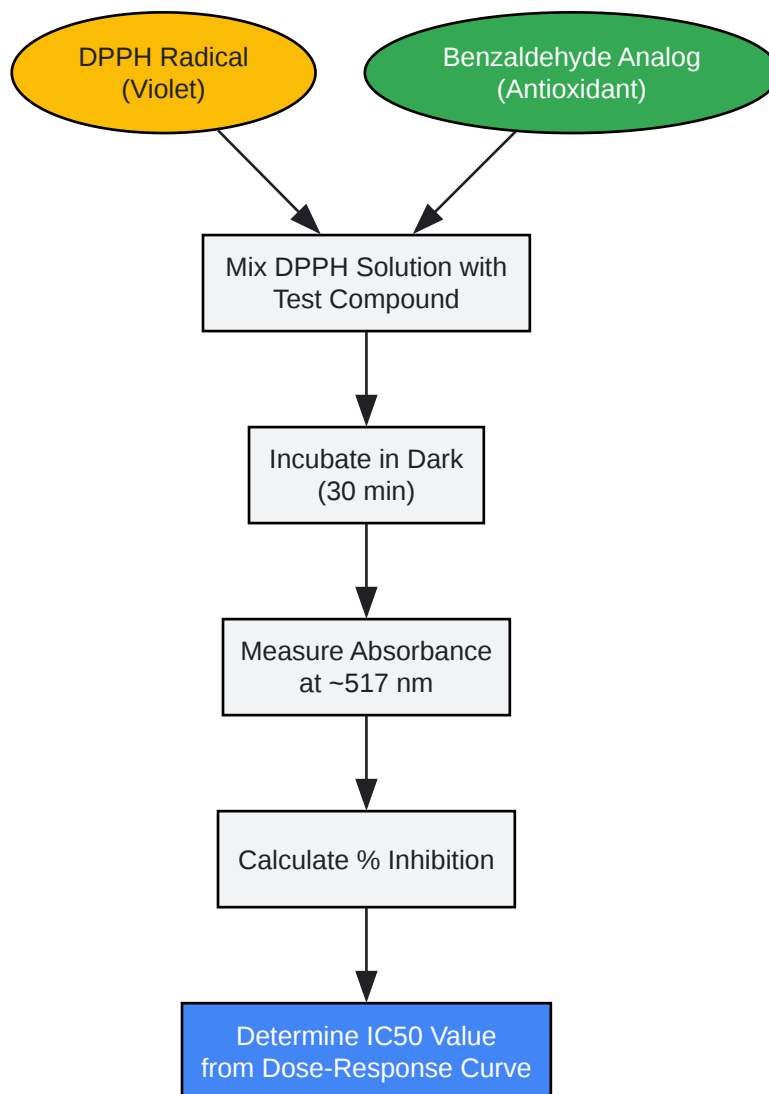 DPPH Radical
(Violet)
Benzaldehyde Analog
(Antioxidant)
Mix DPPH Solution with
Test Compound
Incubate in Dark
(30 min)
Measure Absorbance
at ~517 nm
Calculate % Inhibition
Determine IC50 Value
from Dose-Response Curve